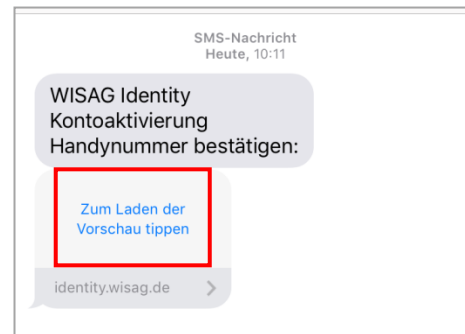 SMS-Nachricht
Heute, 10:11
WISAG Identity
Kontoaktivierung
Handynummer bestätigen:
Zum Laden der
Vorschau tippen
identity.wisag.de